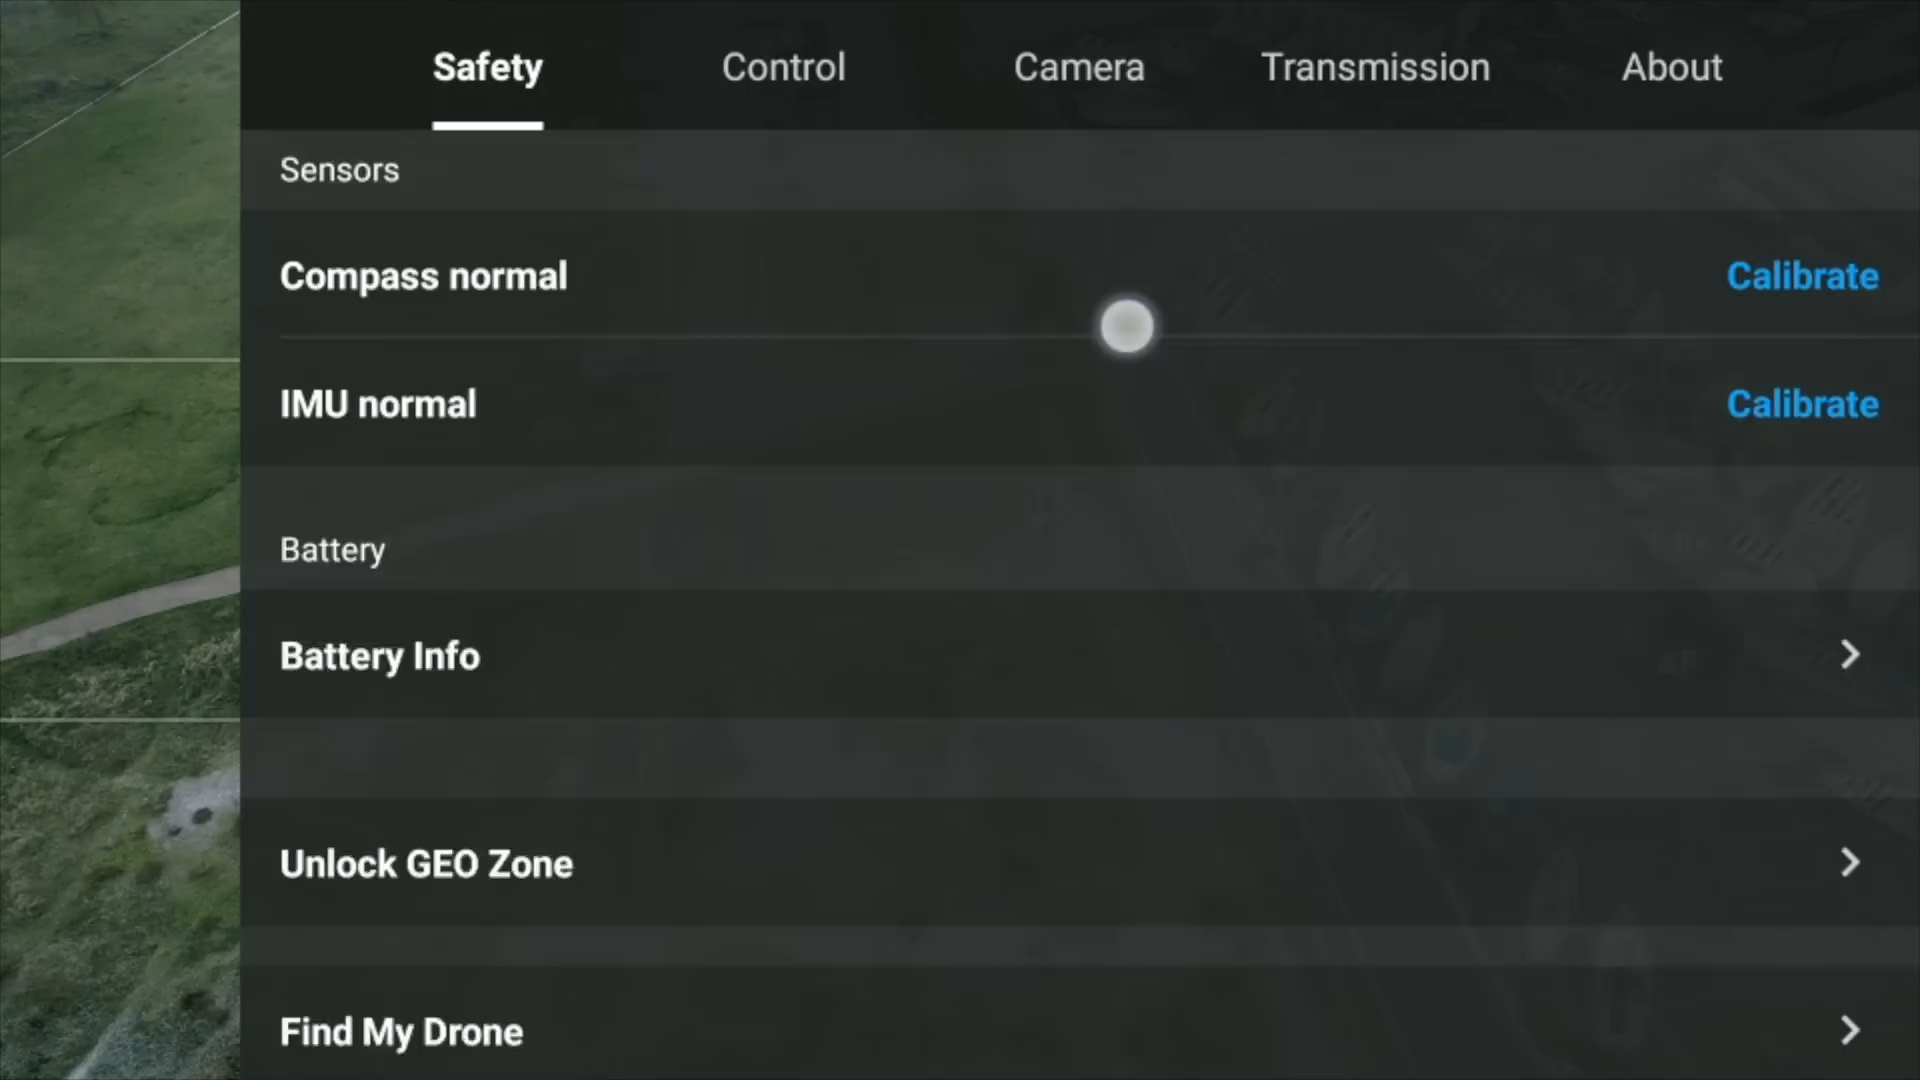 Safety Control Camera Transmission About
Sensors
Compass normal Calibrate
IMU normal Calibrate
Battery
Battery Info
AF
Unlock GEO Zone
Find My Drone